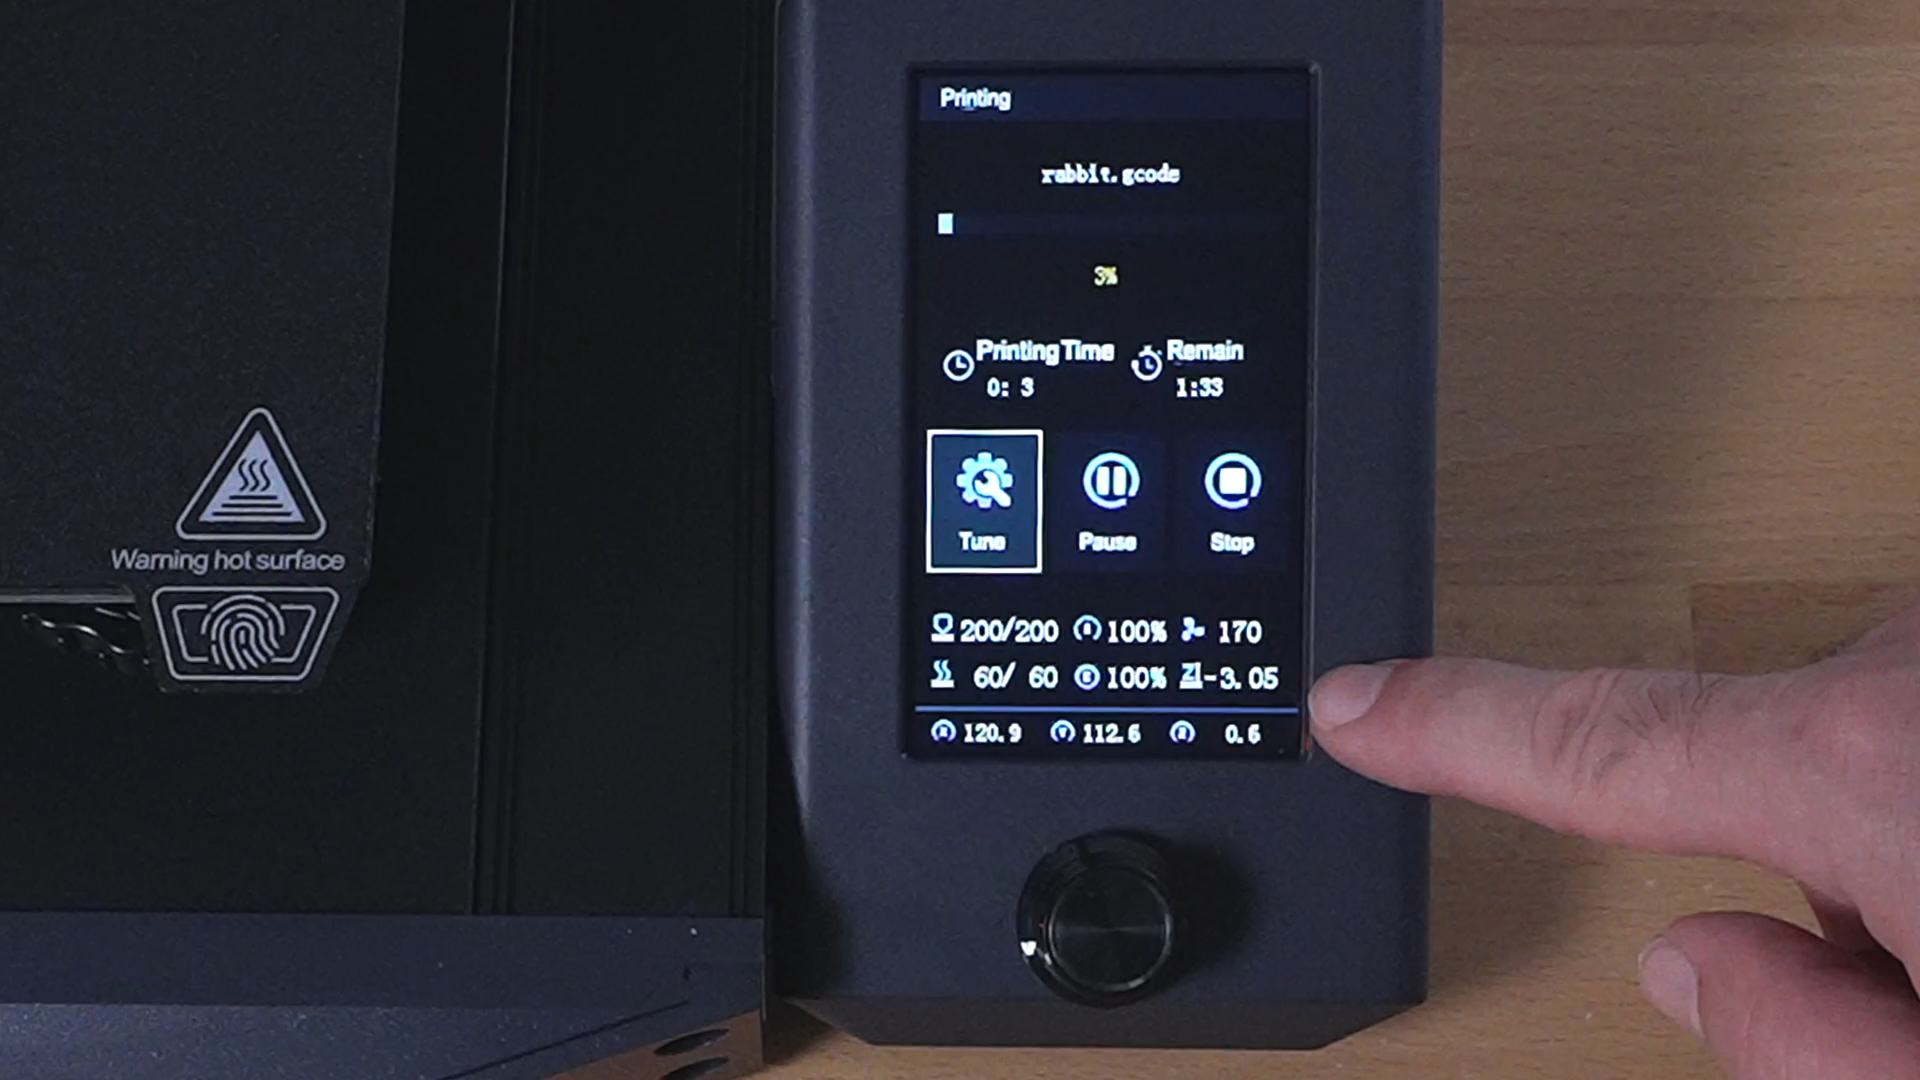 Printing
rabbit.gcode
3%
Printing Time Remain
0: 3 1:33
Tune Pause Stop
200/200 100% 170
60/ 60 100% Z-3.05
120.9 112.6 0.6
Warning hot surface